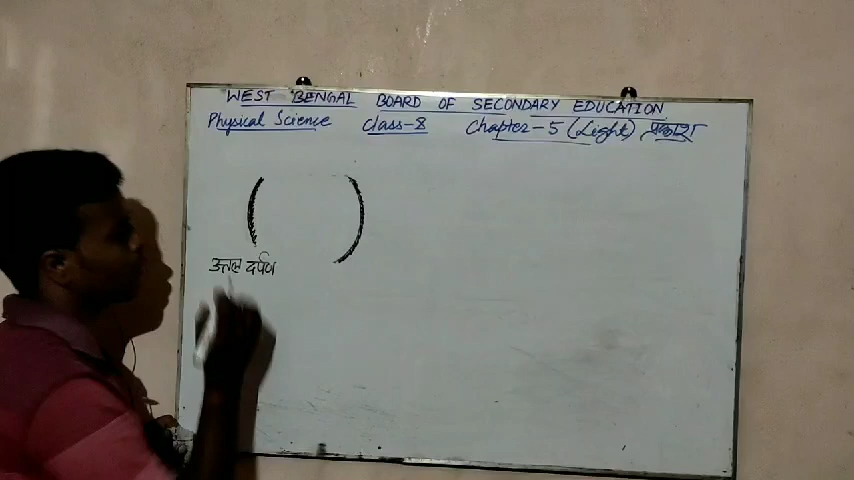 WEST BENGAL BOARD OF SECONDARY EDUCATION
Physical Science Class-8 Chapter-5 (Light) प्रकाश
उत्तल दर्पण